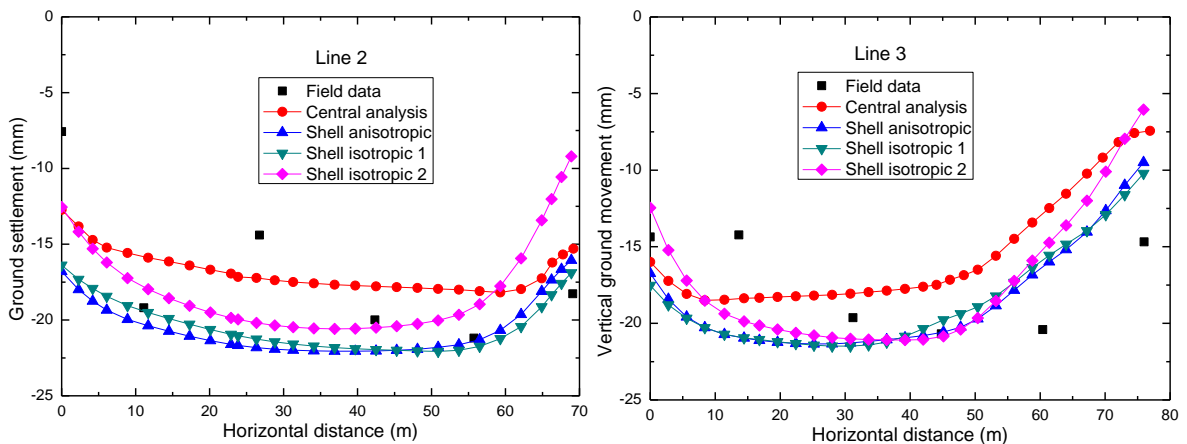 Line 2
Field data
Central analysis
Shell anisotropic
Shell isotropic 1
Shell isotropic 2
Ground settlement (mm)
0
-5
-10
-15
-20
-25
0 10 20 30 40 50 60 70
Horizontal distance (m)
Line 3
Field data
Central analysis
Shell anisotropic
Shell isotropic 1
Shell isotropic 2
Vertical ground movement (mm)
0
-5
-10
-15
-20
-25
0 10 20 30 40 50 60 70 80
Horizontal distance (m)